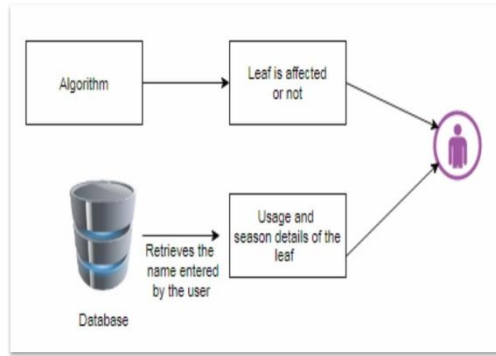 Algorithm
Leaf is affected
or not
Usage and
season details of the
leaf
Retrieves the
name entered
by the user
Database